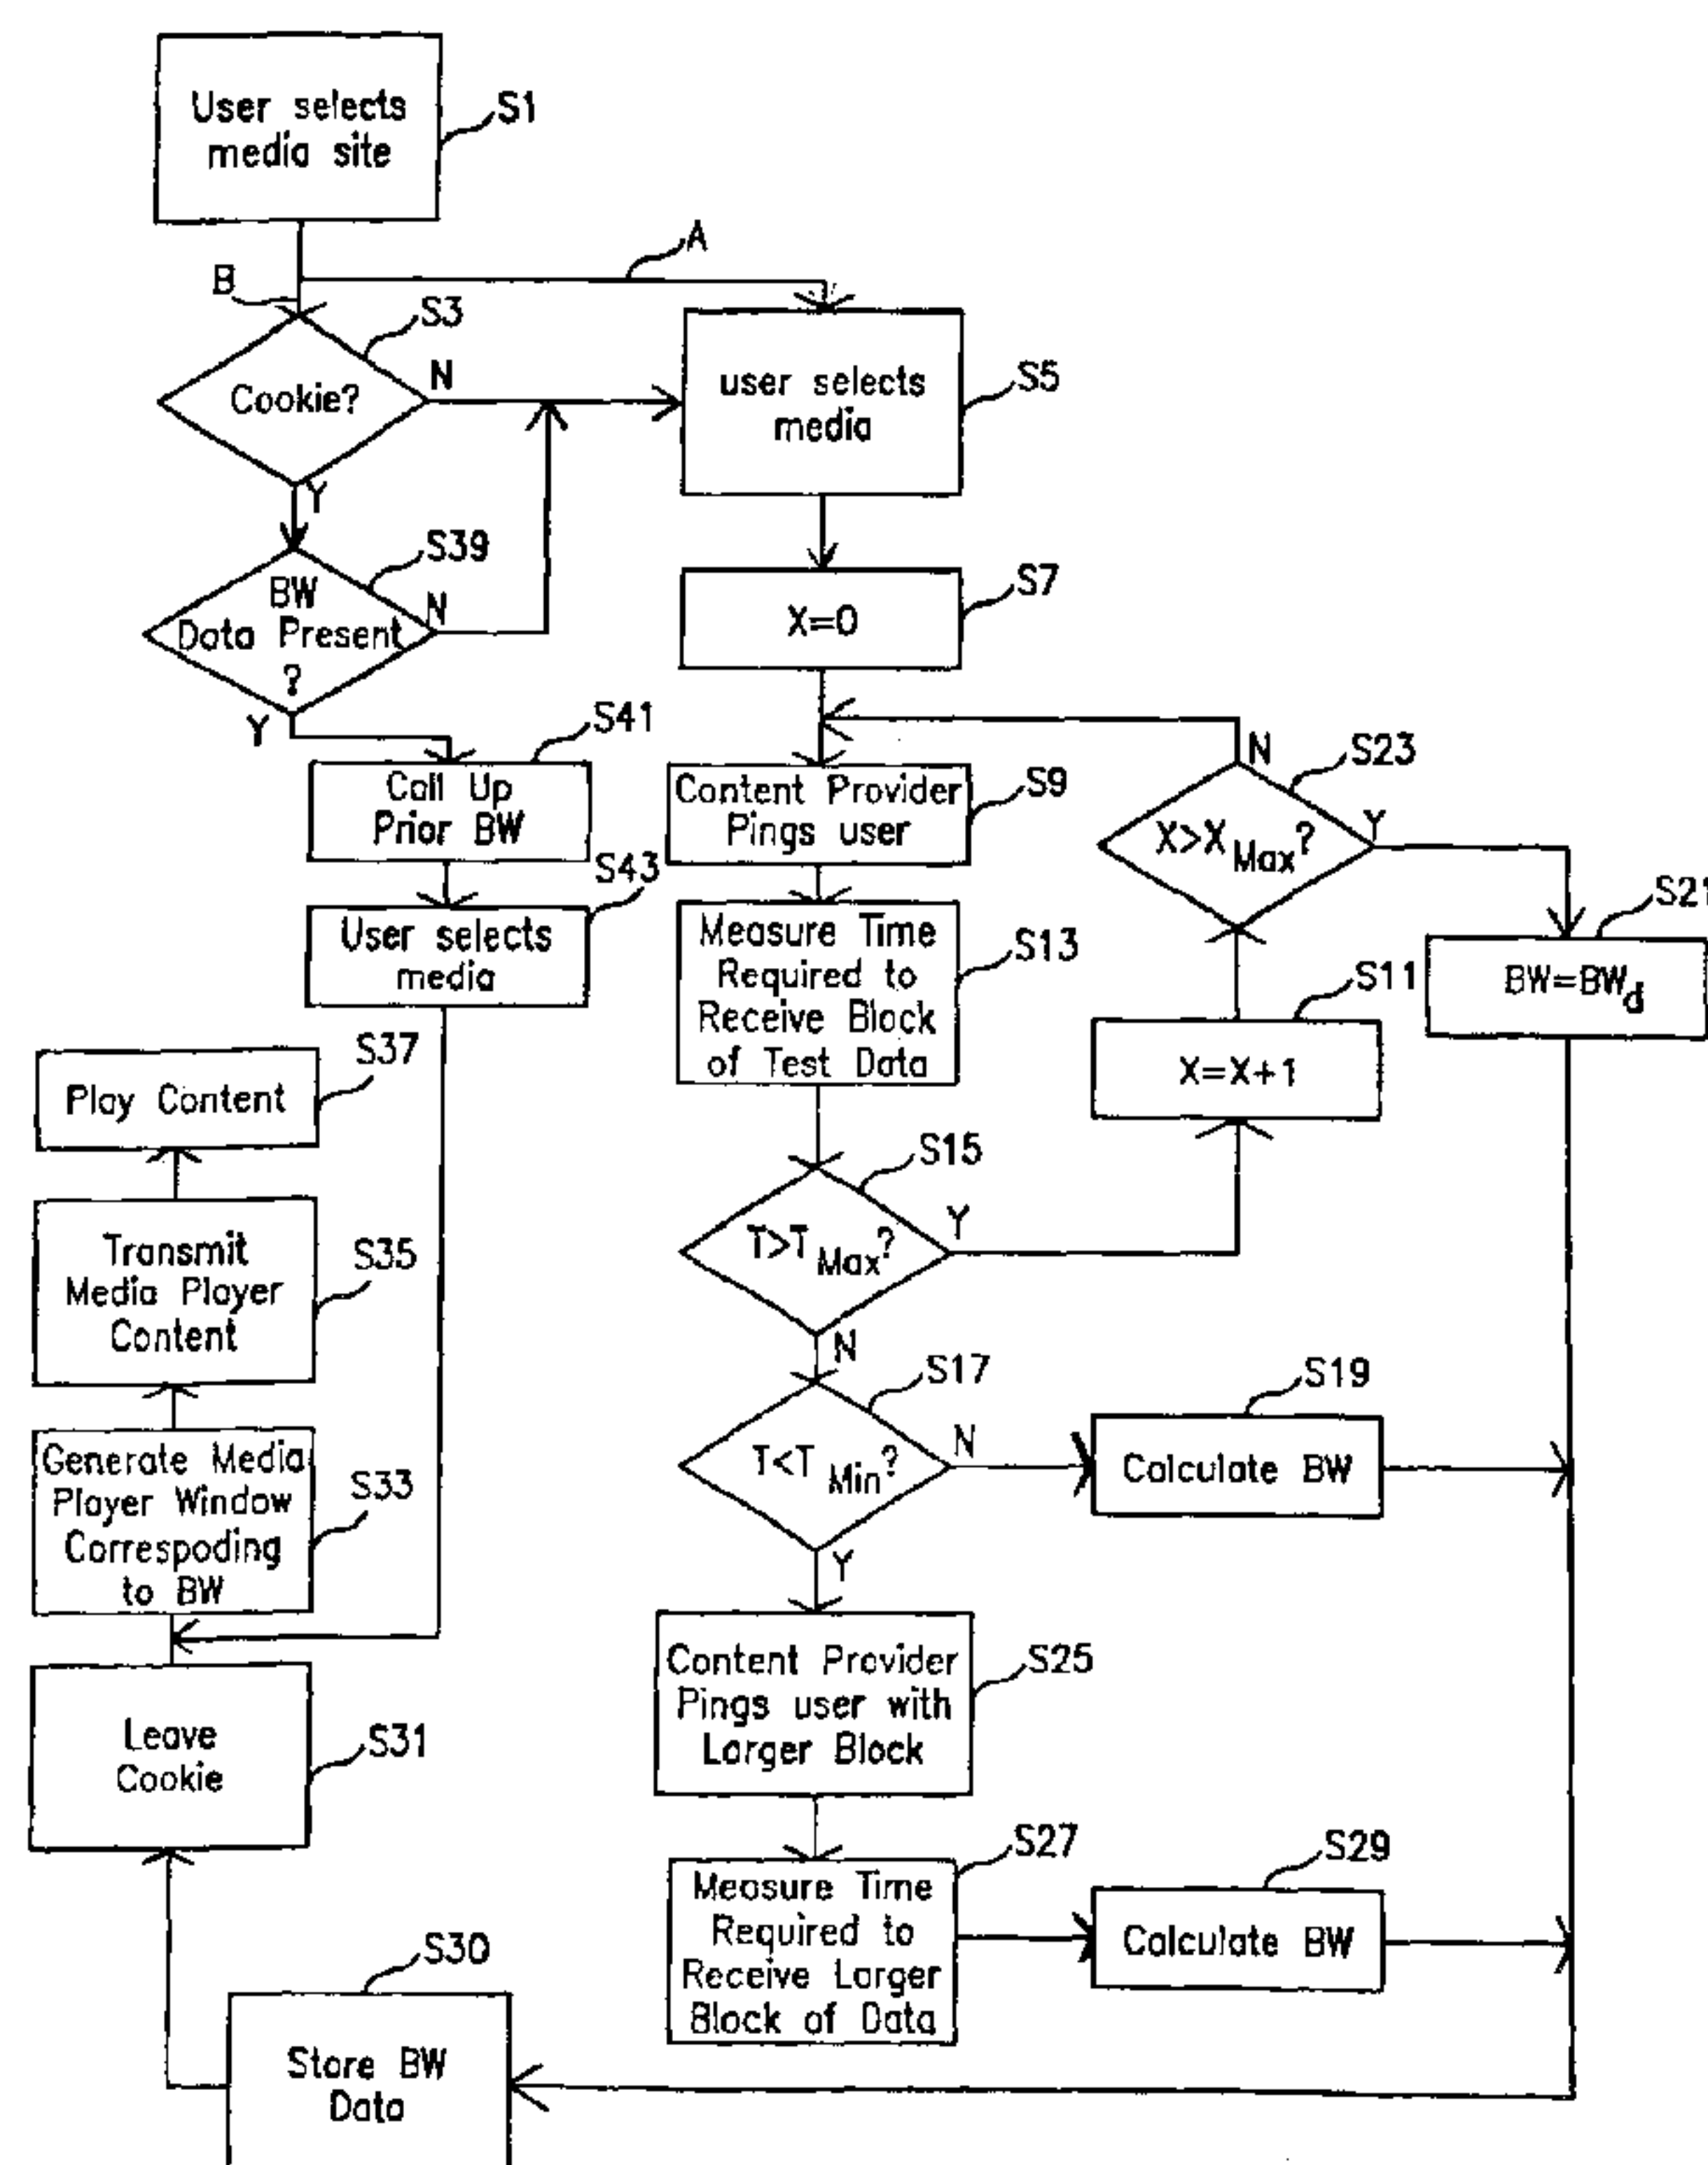 User selects
media site
S1
A
B
S3
Cookie?
N
Y
user selects
media
S5
S39
BW
Data Present
?
N
Y
X=0
S7
S41
Call Up
Prior BW
S43
User selects
media
Content Provider
Pings user
S9
N
S23
X>X Max?
Y
S21
BW=BWd
Measure Time
Required to
Receive Block
of Test Data
S13
S11
X=X+1
S37
Play Content
S15
T>T Max?
Y
N
Transmit
Media Player
Content
S35
S17
T<T Min?
N
Y
S19
Calculate BW
Generate Media
Player Window
Correspoding
to BW
S33
Content Provider
Pings user with
Larger Block
S25
Leave
Cookie
S31
S27
Measure Time
Required to
Receive Larger
Block of Data
S29
Calculate BW
S30
Store BW
Data